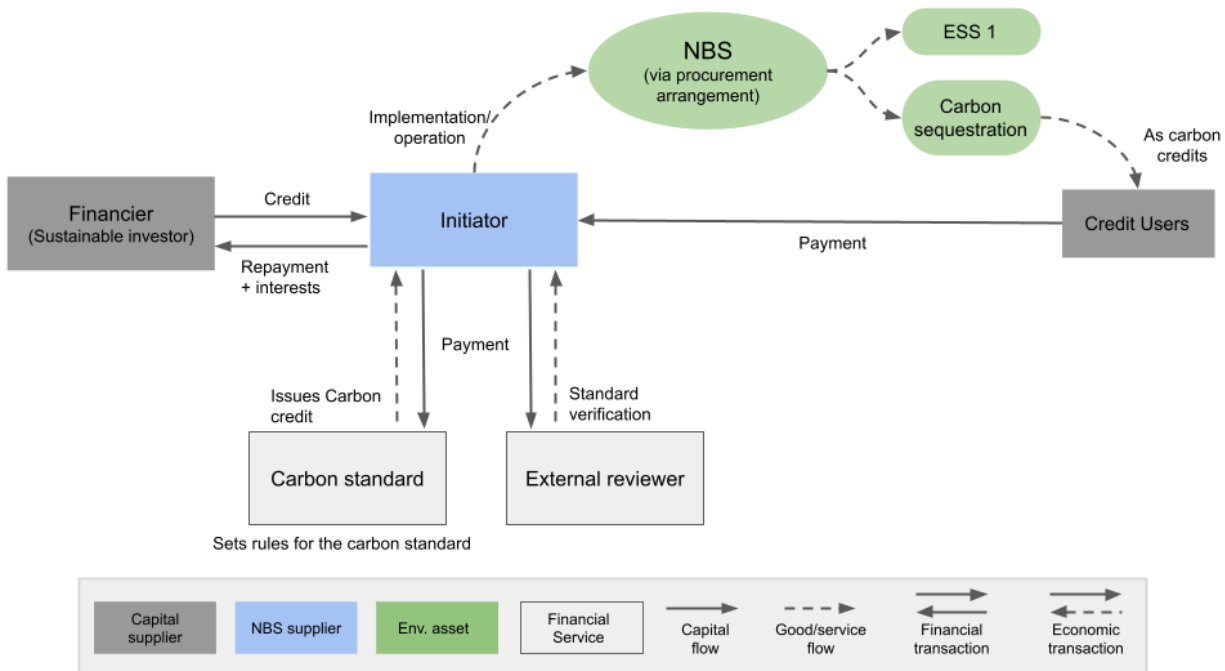 ESS 1
NBS
(via procurement
arrangement)
Carbon
sequestration
Implementation/
operation
As carbon
credits
Financier
(Sustainable investor)
Credit
Initiator
Payment
Credit Users
Repayment
+ interests
Payment
Issues Carbon
credit
Standard
verification
Carbon standard
External reviewer
Sets rules for the carbon standard
Capital
supplier
NBS supplier
Env. asset
Financial
Service
Capital
flow
Good/service
flow
Financial
transaction
Economic
transaction